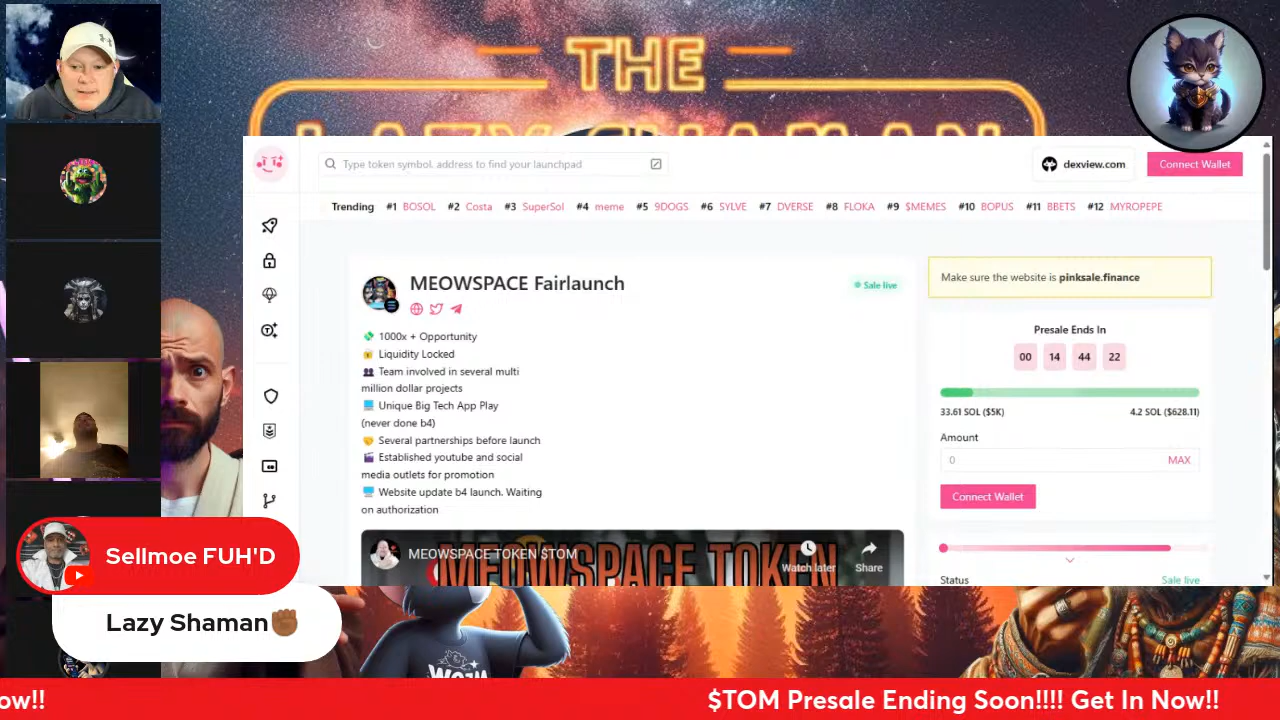 THE
LAZY SHAMAN
Type token symbol. address to find your launchpad
dexview.com
Connect Wallet
Trending #1 BOSOL #2 Costa #3 SuperSol #4 meme #5 9DOGS #6 SYLVE #7 DVERSE #8 FLOKA #9 $MEMES #10 BOPUS #11 BBETS #12 MYROPEPE
MEOWSPACE Fairlaunch
Sale live
💸 1000x + Opportunity
💰 Liquidity Locked
👥 Team involved in several multi
million dollar projects
💻 Unique Big Tech App Play
(never done b4)
🤝 Several partnerships before launch
🎬 Established youtube and social
media outlets for promotion
💻 Website update b4 launch. Waiting
on authorization
MEOWSPACE TOKEN $TOM
MEOWSPACE TOKEN
Watch later
Share
Make sure the website is pinksale.finance
Presale Ends In
00 14 44 22
33.61 SOL ($5K)
4.2 SOL ($628.11)
Amount
0
MAX
Connect Wallet
Status
Sale live
Sellmoe FUH'D
Lazy Shaman✊🏾
ow!!
$TOM Presale Ending Soon!!!! Get In Now!!